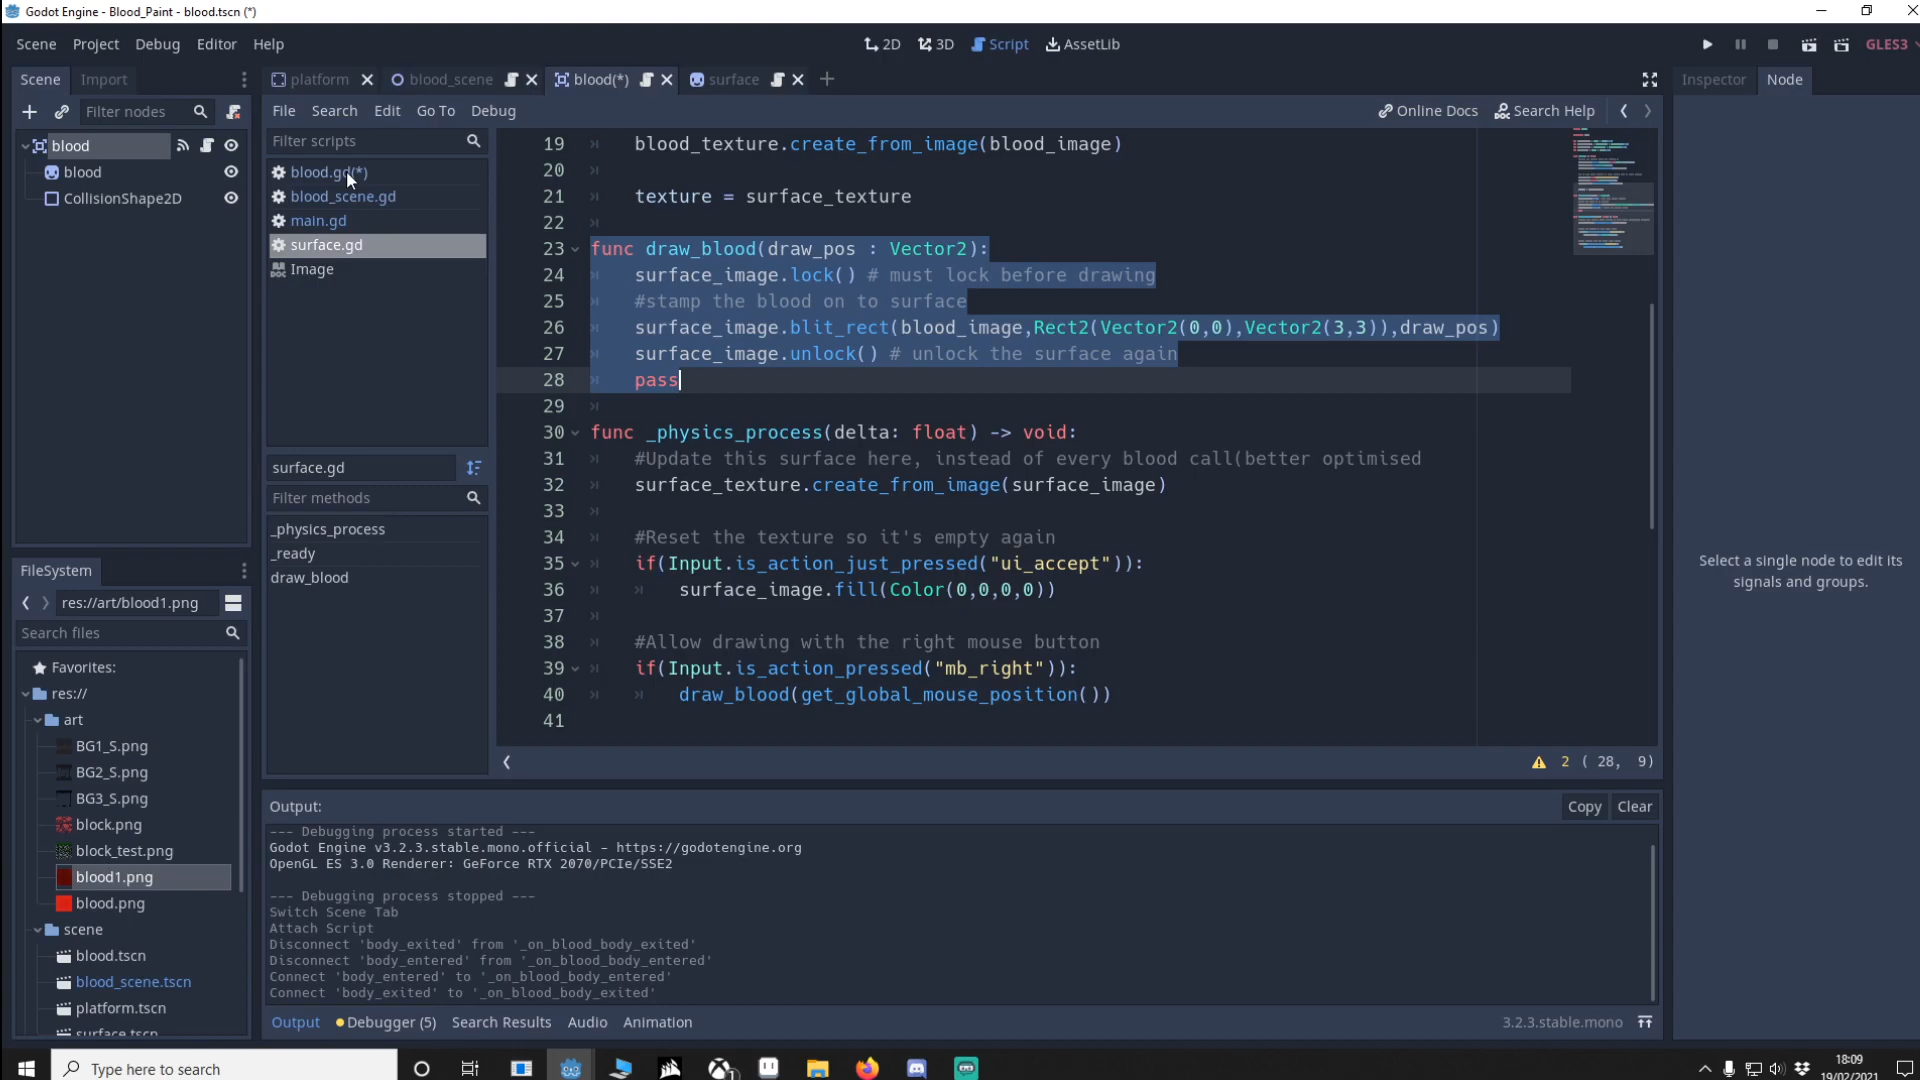 Godot Engine - Blood_Paint - blood.tscn (*)
Scene Project Debug Editor Help
2D 3D Script AssetLib
GLES3
Scene Import
platform blood_scene blood(*) surface
Inspector Node
Filter nodes
File Search Edit Go To Debug
Online Docs Search Help
blood
blood
CollisionShape2D
Filter scripts
blood.gd(*)
blood_scene.gd
main.gd
surface.gd
Image
surface.gd
Filter methods
_physics_process
_ready
draw_blood
19 blood_texture.create_from_image(blood_image)
20
21 texture = surface_texture
22
23 func draw_blood(draw_pos : Vector2):
24 surface_image.lock() # must lock before drawing
25 #stamp the blood on to surface
26 surface_image.blit_rect(blood_image,Rect2(Vector2(0,0),Vector2(3,3)),draw_pos)
27 surface_image.unlock() # unlock the surface again
28 pass
29
30 func _physics_process(delta: float) -> void:
31 #Update this surface here, instead of every blood call(better optimised
32 surface_texture.create_from_image(surface_image)
33
34 #Reset the texture so it's empty again
35 if(Input.is_action_just_pressed("ui_accept")):
36 surface_image.fill(Color(0,0,0,0))
37
38 #Allow drawing with the right mouse button
39 if(Input.is_action_pressed("mb_right")):
40 draw_blood(get_global_mouse_position())
41
2 ( 28, 9)
Select a single node to edit its
signals and groups.
FileSystem
res://art/blood1.png
Search files
Favorites:
res://
art
BG1_S.png
BG2_S.png
BG3_S.png
block.png
block_test.png
blood1.png
blood.png
scene
blood.tscn
blood_scene.tscn
platform.tscn
surface.tscn
Output:
Copy Clear
--- Debugging process started ---
Godot Engine v3.2.3.stable.mono.official - https://godotengine.org
OpenGL ES 3.0 Renderer: GeForce RTX 2070/PCIe/SSE2
--- Debugging process stopped ---
Switch Scene Tab
Attach Script
Disconnect 'body_exited' from '_on_blood_body_exited'
Disconnect 'body_entered' from '_on_blood_body_entered'
Connect 'body_entered' to '_on_blood_body_entered'
Connect 'body_exited' to '_on_blood_body_exited'
Output Debugger (5) Search Results Audio Animation
3.2.3.stable.mono
Type here to search
18:09
19/02/2021